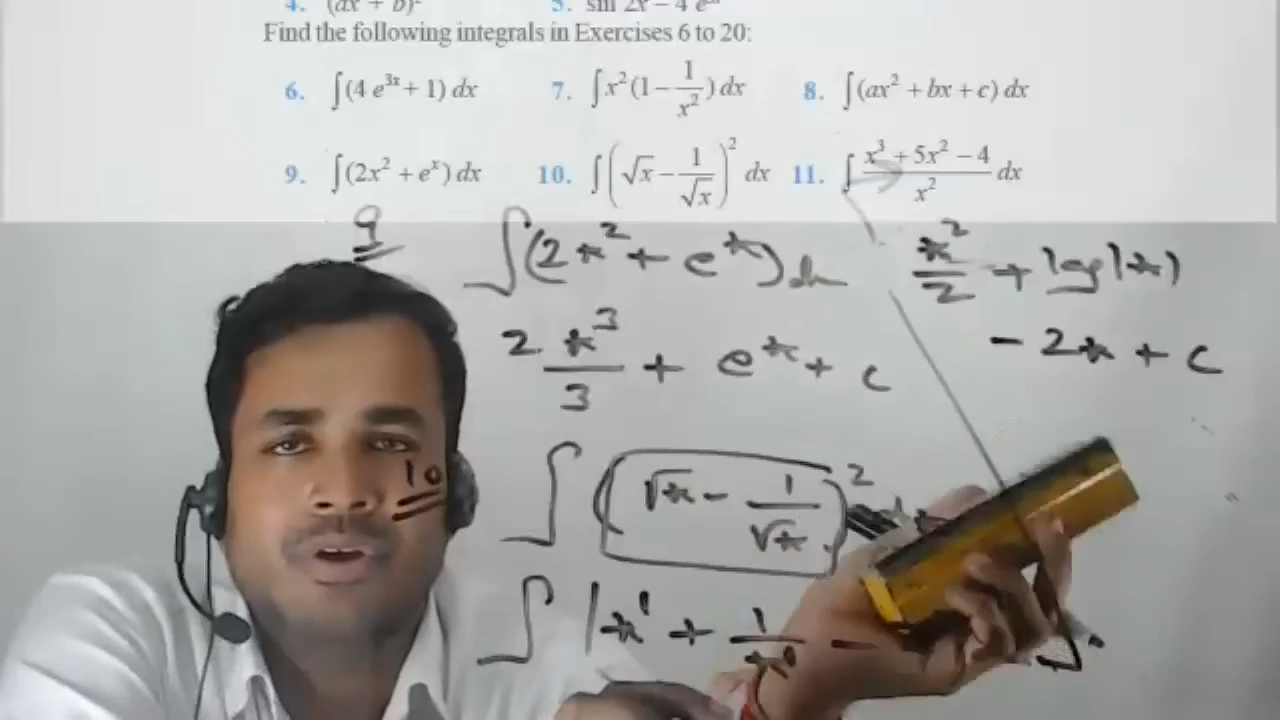 4. (ax + b)² 5. sin 2x – 4 e³ˣ
Find the following integrals in Exercises 6 to 20:
6. ∫(4 e³ˣ + 1) dx 7. ∫x²(1 – 1/x²) dx 8. ∫(ax² + bx + c) dx
9. ∫(2x² + eˣ) dx 10. ∫(√x – 1/√x)² dx 11. ∫(x³ + 5x² – 4)/x² dx
9 ∫(2x² + eˣ)dx
2·x³/3 + eˣ + c
x²/2 + log|x|
- 2x + c
10 ∫(√x - 1/√x)² dx
∫ x¹ + 1/x¹ -